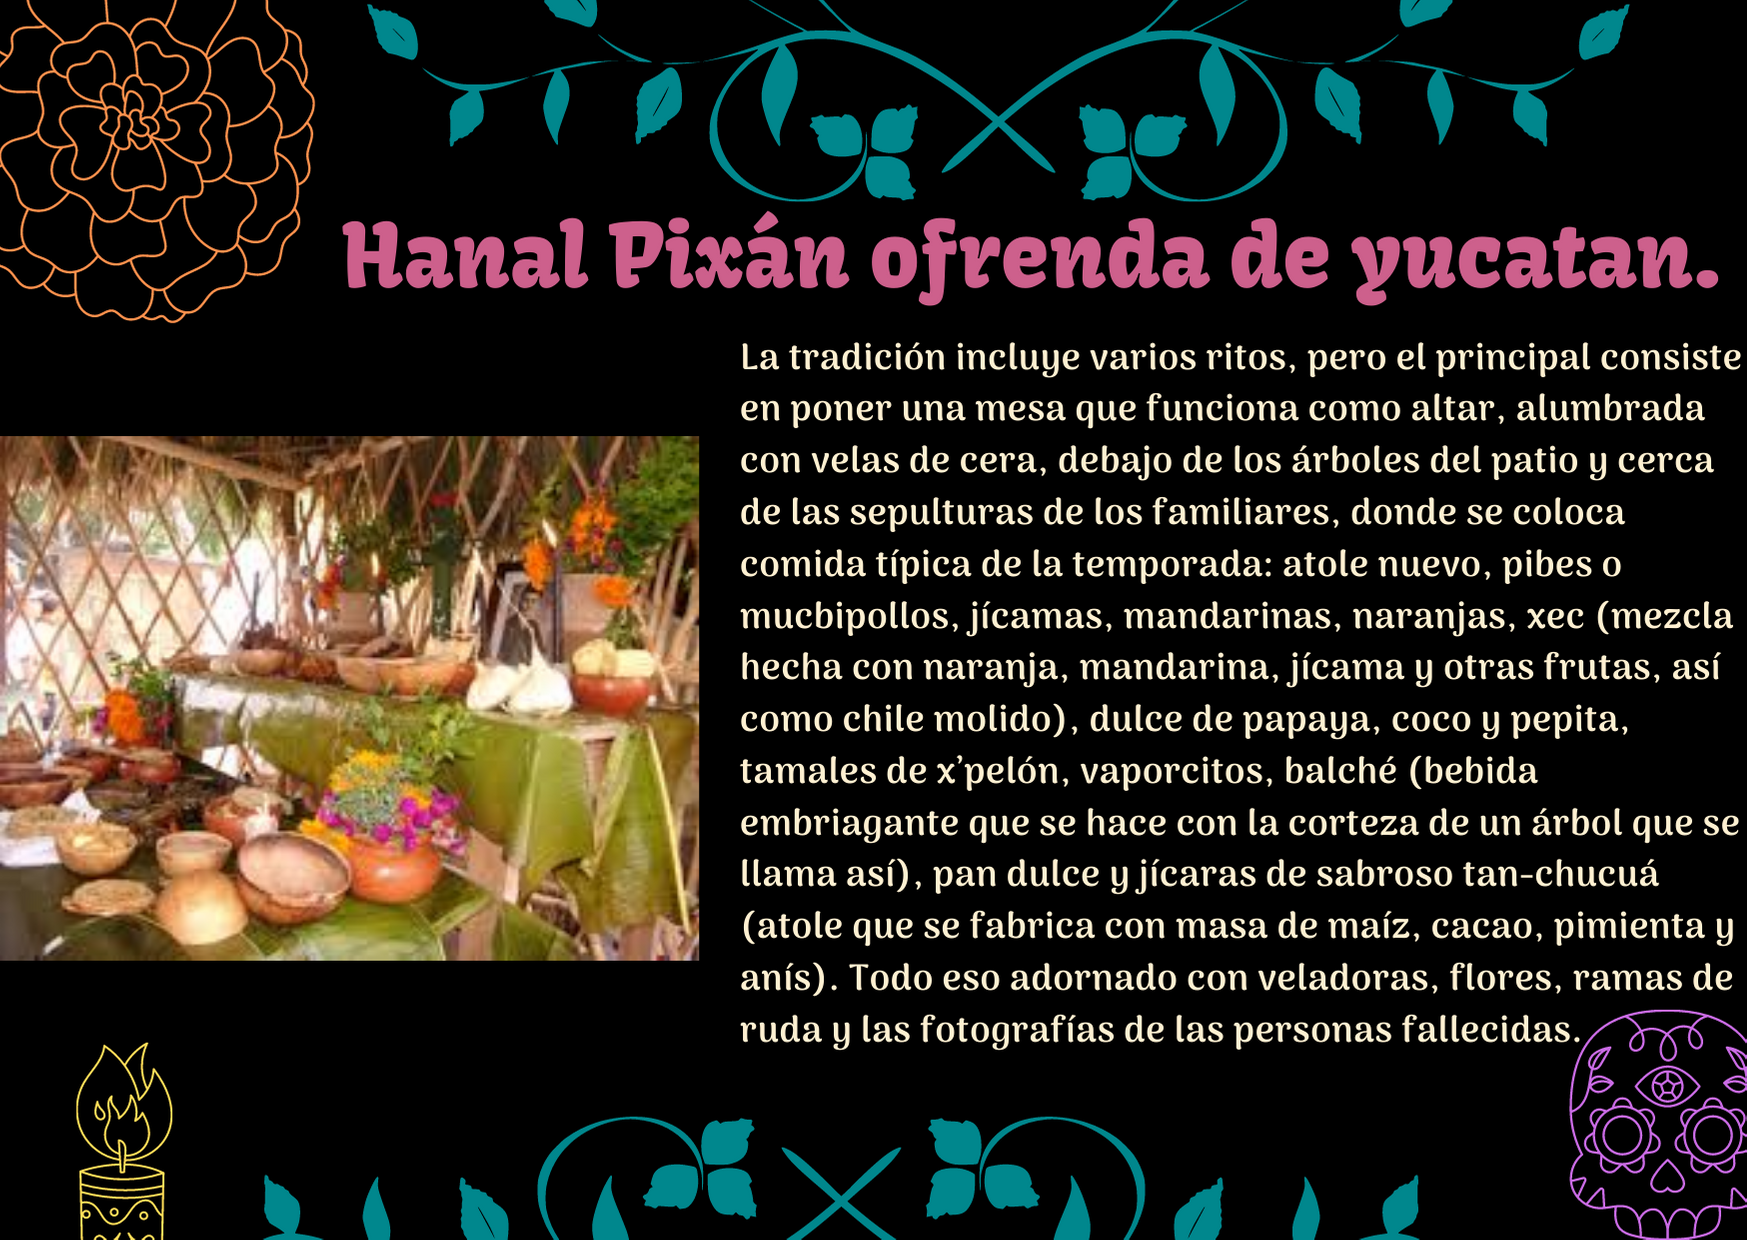 Hanal Pixán ofrenda de yucatan.
La tradición incluye varios ritos, pero el principal consiste
en poner una mesa que funciona como altar, alumbrada
con velas de cera, debajo de los árboles del patio y cerca
de las sepulturas de los familiares, donde se coloca
comida típica de la temporada: atole nuevo, pibes o
mucbipollos, jícamas, mandarinas, naranjas, xec (mezcla
hecha con naranja, mandarina, jícama y otras frutas, así
como chile molido), dulce de papaya, coco y pepita,
tamales de x’pelón, vaporcitos, balché (bebida
embriagante que se hace con la corteza de un árbol que se
llama así), pan dulce y jícaras de sabroso tan-chucuá
(atole que se fabrica con masa de maíz, cacao, pimienta y
anís). Todo eso adornado con veladoras, flores, ramas de
ruda y las fotografías de las personas fallecidas.